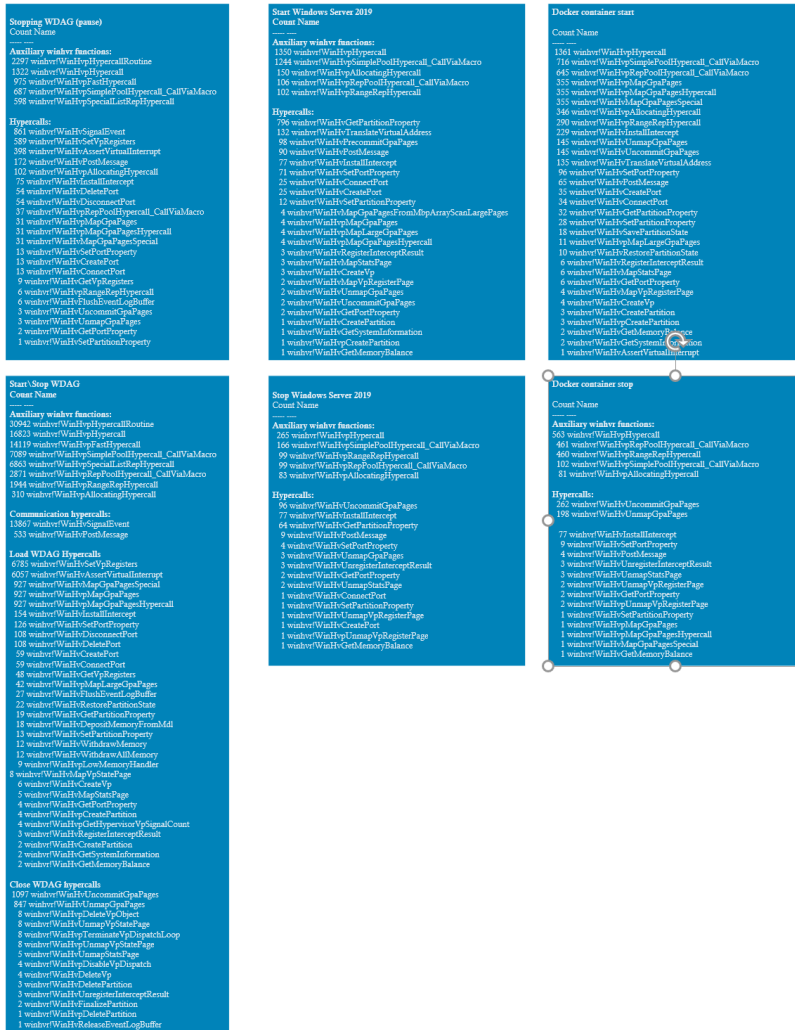 Stopping WDAG (pause)
Count Name
----- ----
Auxiliary winhvr functions:
2297 winhvr!WinHvpHypercallRoutine
1322 winhvr!WinHvpHypercall
975 winhvr!WinHvpFastHypercall
687 winhvr!WinHvpSimplePoolHypercall_CallViaMacro
598 winhvr!WinHvpSpecialListRepHypercall
Hypercalls:
861 winhvr!WinHvSignalEvent
589 winhvr!WinHvSetVpRegisters
398 winhvr!WinHvAssertVirtualInterrupt
172 winhvr!WinHvPostMessage
102 winhvr!WinHvpAllocatingHypercall
75 winhvr!WinHvInstallIntercept
54 winhvr!WinHvDeletePort
54 winhvr!WinHvDisconnectPort
37 winhvr!WinHvpRepPoolHypercall_CallViaMacro
31 winhvr!WinHvpMapGpaPages
31 winhvr!WinHvpMapGpaPagesHypercall
31 winhvr!WinHvMapGpaPagesSpecial
13 winhvr!WinHvSetPortProperty
13 winhvr!WinHvCreatePort
13 winhvr!WinHvConnectPort
9 winhvr!WinHvGetVpRegisters
6 winhvr!WinHvpRangeRepHypercall
6 winhvr!WinHvFlushEventLogBuffer
3 winhvr!WinHvUncommitGpaPages
3 winhvr!WinHvUnmapGpaPages
2 winhvr!WinHvGetPortProperty
1 winhvr!WinHvSetPartitionProperty
Start Windows Server 2019
Count Name
----- ----
Auxiliary winhvr functions:
1350 winhvr!WinHvpHypercall
1244 winhvr!WinHvpSimplePoolHypercall_CallViaMacro
150 winhvr!WinHvpAllocatingHypercall
106 winhvr!WinHvpRepPoolHypercall_CallViaMacro
102 winhvr!WinHvpRangeRepHypercall
Hypercalls:
796 winhvr!WinHvGetPartitionProperty
132 winhvr!WinHvTranslateVirtualAddress
98 winhvr!WinHvPrecommitGpaPages
90 winhvr!WinHvPostMessage
77 winhvr!WinHvInstallIntercept
71 winhvr!WinHvSetPortProperty
25 winhvr!WinHvConnectPort
25 winhvr!WinHvCreatePort
12 winhvr!WinHvSetPartitionProperty
4 winhvr!WinHvMapGpaPagesFromMbpArrayScanLargePages
4 winhvr!WinHvpMapGpaPages
4 winhvr!WinHvpMapLargeGpaPages
4 winhvr!WinHvpMapGpaPagesHypercall
3 winhvr!WinHvRegisterInterceptResult
3 winhvr!WinHvMapStatsPage
3 winhvr!WinHvCreateVp
2 winhvr!WinHvMapVpRegisterPage
2 winhvr!WinHvUnmapGpaPages
2 winhvr!WinHvUncommitGpaPages
2 winhvr!WinHvGetPortProperty
1 winhvr!WinHvCreatePartition
1 winhvr!WinHvGetSystemInformation
1 winhvr!WinHvpCreatePartition
1 winhvr!WinHvGetMemoryBalance
Docker container start
Count Name
----- ----
1361 winhvr!WinHvpHypercall
716 winhvr!WinHvpSimplePoolHypercall_CallViaMacro
645 winhvr!WinHvpRepPoolHypercall_CallViaMacro
355 winhvr!WinHvpMapGpaPages
355 winhvr!WinHvpMapGpaPagesHypercall
355 winhvr!WinHvMapGpaPagesSpecial
346 winhvr!WinHvpAllocatingHypercall
290 winhvr!WinHvpRangeRepHypercall
229 winhvr!WinHvInstallIntercept
145 winhvr!WinHvUnmapGpaPages
145 winhvr!WinHvUncommitGpaPages
135 winhvr!WinHvTranslateVirtualAddress
96 winhvr!WinHvSetPortProperty
65 winhvr!WinHvPostMessage
35 winhvr!WinHvCreatePort
34 winhvr!WinHvConnectPort
32 winhvr!WinHvGetPartitionProperty
28 winhvr!WinHvSetPartitionProperty
18 winhvr!WinHvSavePartitionState
11 winhvr!WinHvpMapLargeGpaPages
10 winhvr!WinHvRestorePartitionState
6 winhvr!WinHvRegisterInterceptResult
6 winhvr!WinHvMapStatsPage
6 winhvr!WinHvGetPortProperty
4 winhvr!WinHvMapVpRegisterPage
4 winhvr!WinHvCreateVp
3 winhvr!WinHvCreatePartition
3 winhvr!WinHvpCreatePartition
2 winhvr!WinHvGetMemoryBalance
2 winhvr!WinHvGetSystemInformation
1 winhvr!WinHvAssertVirtualInterrupt
Start\Stop WDAG
Count Name
----- ----
Auxiliary winhvr functions:
30942 winhvr!WinHvpHypercallRoutine
16823 winhvr!WinHvpHypercall
14119 winhvr!WinHvpFastHypercall
7089 winhvr!WinHvpSimplePoolHypercall_CallViaMacro
6863 winhvr!WinHvpSpecialListRepHypercall
2871 winhvr!WinHvpRepPoolHypercall_CallViaMacro
1944 winhvr!WinHvpRangeRepHypercall
310 winhvr!WinHvpAllocatingHypercall
Communication hypercalls:
13867 winhvr!WinHvSignalEvent
533 winhvr!WinHvPostMessage
Load WDAG Hypercalls
6785 winhvr!WinHvSetVpRegisters
6057 winhvr!WinHvAssertVirtualInterrupt
927 winhvr!WinHvMapGpaPagesSpecial
927 winhvr!WinHvpMapGpaPages
927 winhvr!WinHvpMapGpaPagesHypercall
154 winhvr!WinHvInstallIntercept
126 winhvr!WinHvSetPortProperty
108 winhvr!WinHvDisconnectPort
108 winhvr!WinHvDeletePort
59 winhvr!WinHvCreatePort
59 winhvr!WinHvConnectPort
48 winhvr!WinHvGetVpRegisters
42 winhvr!WinHvpMapLargeGpaPages
27 winhvr!WinHvFlushEventLogBuffer
22 winhvr!WinHvRestorePartitionState
19 winhvr!WinHvGetPartitionProperty
18 winhvr!WinHvDepositMemoryFromMdl
13 winhvr!WinHvSetPartitionProperty
12 winhvr!WinHvWithdrawMemory
12 winhvr!WinHvWithdrawAllMemory
9 winhvr!WinHvpLowMemoryHandler
8 winhvr!WinHvMapVpStatePage
6 winhvr!WinHvCreateVp
5 winhvr!WinHvMapStatsPage
4 winhvr!WinHvGetPortProperty
4 winhvr!WinHvpCreatePartition
4 winhvr!WinHvpGetHypervisorVpSignalCount
3 winhvr!WinHvRegisterInterceptResult
2 winhvr!WinHvCreatePartition
2 winhvr!WinHvGetSystemInformation
2 winhvr!WinHvGetMemoryBalance
Close WDAG hypercalls
1097 winhvr!WinHvUncommitGpaPages
847 winhvr!WinHvUnmapGpaPages
8 winhvr!WinHvpDeleteVpObject
8 winhvr!WinHvUnmapVpStatePage
8 winhvr!WinHvpTerminateVpDispatchLoop
8 winhvr!WinHvpUnmapVpStatePage
5 winhvr!WinHvUnmapStatsPage
4 winhvr!WinHvpDisableVpDispatch
4 winhvr!WinHvDeleteVp
3 winhvr!WinHvDeletePartition
3 winhvr!WinHvUnregisterInterceptResult
2 winhvr!WinHvFinalizePartition
1 winhvr!WinHvpDeletePartition
1 winhvr!WinHvReleaseEventLogBuffer
Stop Windows Server 2019
Count Name
----- ----
Auxiliary winhvr functions:
265 winhvr!WinHvpHypercall
166 winhvr!WinHvpSimplePoolHypercall_CallViaMacro
99 winhvr!WinHvpRangeRepHypercall
99 winhvr!WinHvpRepPoolHypercall_CallViaMacro
83 winhvr!WinHvpAllocatingHypercall
Hypercalls:
96 winhvr!WinHvUncommitGpaPages
77 winhvr!WinHvInstallIntercept
64 winhvr!WinHvGetPartitionProperty
9 winhvr!WinHvPostMessage
4 winhvr!WinHvSetPortProperty
3 winhvr!WinHvUnmapGpaPages
3 winhvr!WinHvUnregisterInterceptResult
2 winhvr!WinHvGetPortProperty
2 winhvr!WinHvUnmapStatsPage
1 winhvr!WinHvConnectPort
1 winhvr!WinHvSetPartitionProperty
1 winhvr!WinHvUnmapVpRegisterPage
1 winhvr!WinHvCreatePort
1 winhvr!WinHvpUnmapVpRegisterPage
1 winhvr!WinHvGetMemoryBalance
Docker container stop
Count Name
----- ----
Auxiliary winhvr functions:
563 winhvr!WinHvpHypercall
461 winhvr!WinHvpRepPoolHypercall_CallViaMacro
460 winhvr!WinHvpRangeRepHypercall
102 winhvr!WinHvpSimplePoolHypercall_CallViaMacro
81 winhvr!WinHvpAllocatingHypercall
Hypercalls:
262 winhvr!WinHvUncommitGpaPages
198 winhvr!WinHvUnmapGpaPages
77 winhvr!WinHvInstallIntercept
9 winhvr!WinHvSetPortProperty
4 winhvr!WinHvPostMessage
3 winhvr!WinHvUnregisterInterceptResult
3 winhvr!WinHvUnmapStatsPage
2 winhvr!WinHvUnmapVpRegisterPage
2 winhvr!WinHvGetPortProperty
2 winhvr!WinHvpUnmapVpRegisterPage
1 winhvr!WinHvSetPartitionProperty
1 winhvr!WinHvpMapGpaPages
1 winhvr!WinHvpMapGpaPagesHypercall
1 winhvr!WinHvMapGpaPagesSpecial
1 winhvr!WinHvGetMemoryBalance